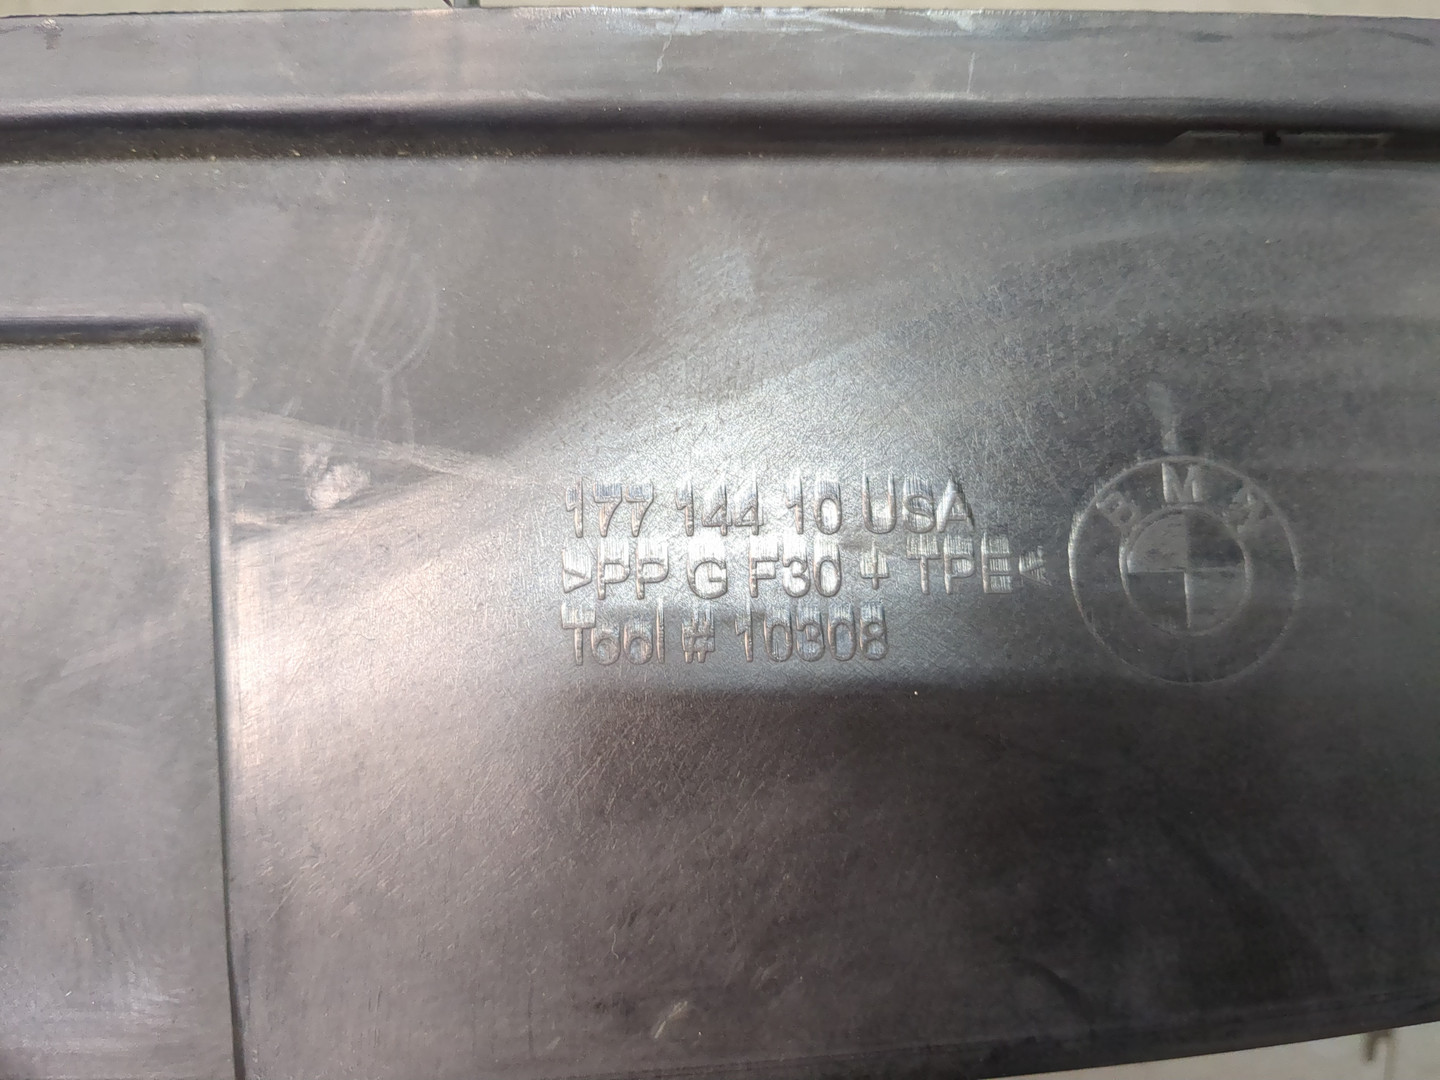 177 144 10 USA
>PP G F30 + TPE<
Tool # 10308
BMW